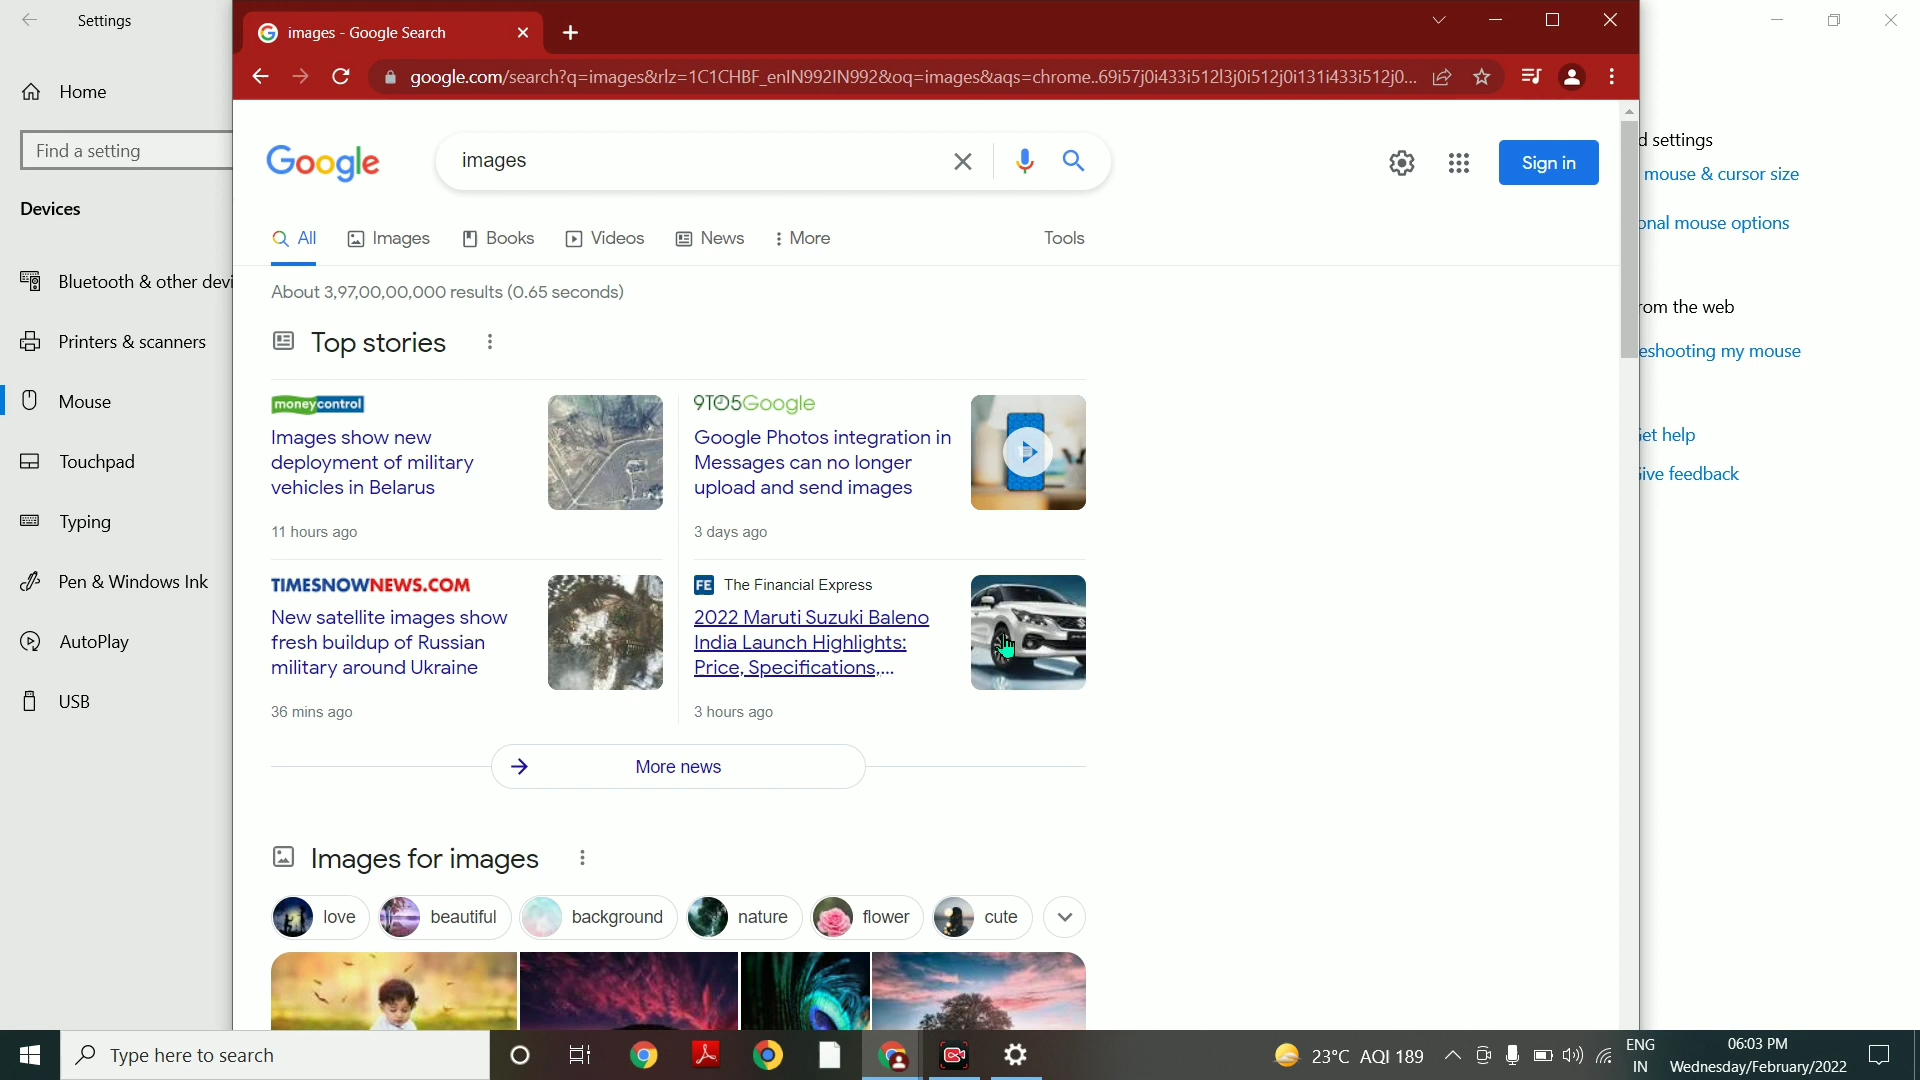 Settings
Home
Find a setting
Devices
Bluetooth & other devi
Printers & scanners
Mouse
Touchpad
Typing
Pen & Windows Ink
AutoPlay
USB
images - Google Search
google.com/search?q=images&rlz=1C1CHBF_enIN992IN992&oq=images&aqs=chrome..69i57j0i433i512l3j0i512j0i131i433i512j0...
Google
images
Sign in
All
Images
Books
Videos
News
More
Tools
About 3,97,00,00,000 results (0.65 seconds)
Top stories
moneycontrol
Images show new
deployment of military
vehicles in Belarus
11 hours ago
9TO5Google
Google Photos integration in
Messages can no longer
upload and send images
3 days ago
TIMESNOWNEWS.COM
New satellite images show
fresh buildup of Russian
military around Ukraine
36 mins ago
FE The Financial Express
2022 Maruti Suzuki Baleno
India Launch Highlights:
Price, Specifications,...
3 hours ago
More news
Images for images
love
beautiful
background
nature
flower
cute
d settings
mouse & cursor size
onal mouse options
rom the web
eshooting my mouse
et help
ive feedback
Type here to search
23°C AQI 189
ENG
IN
06:03 PM
Wednesday/February/2022